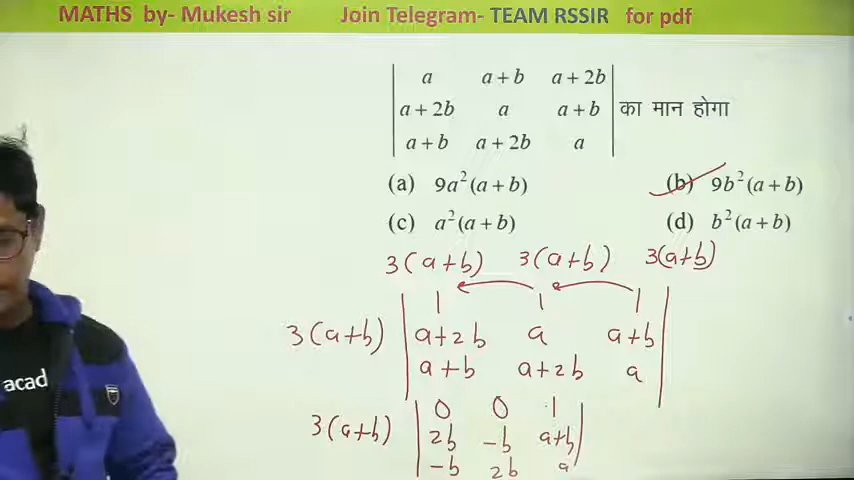 MATHS by- Mukesh sir Join Telegram- TEAM RSSIR for pdf
| a a + b a + 2b |
| a + 2b a a + b | का मान होगा
| a + b a + 2b a |
(a) 9a²(a + b) (b) 9b²(a + b)
(c) a²(a + b) (d) b²(a + b)
3(a+b) 3(a+b) 3(a+b)
| 1 1 1 |
3(a+b) | a+2b a a+b |
| a+b a+2b a |
| 0 0 1 |
3(a+b) | 2b -b a+b |
| -b 2b a |
acad